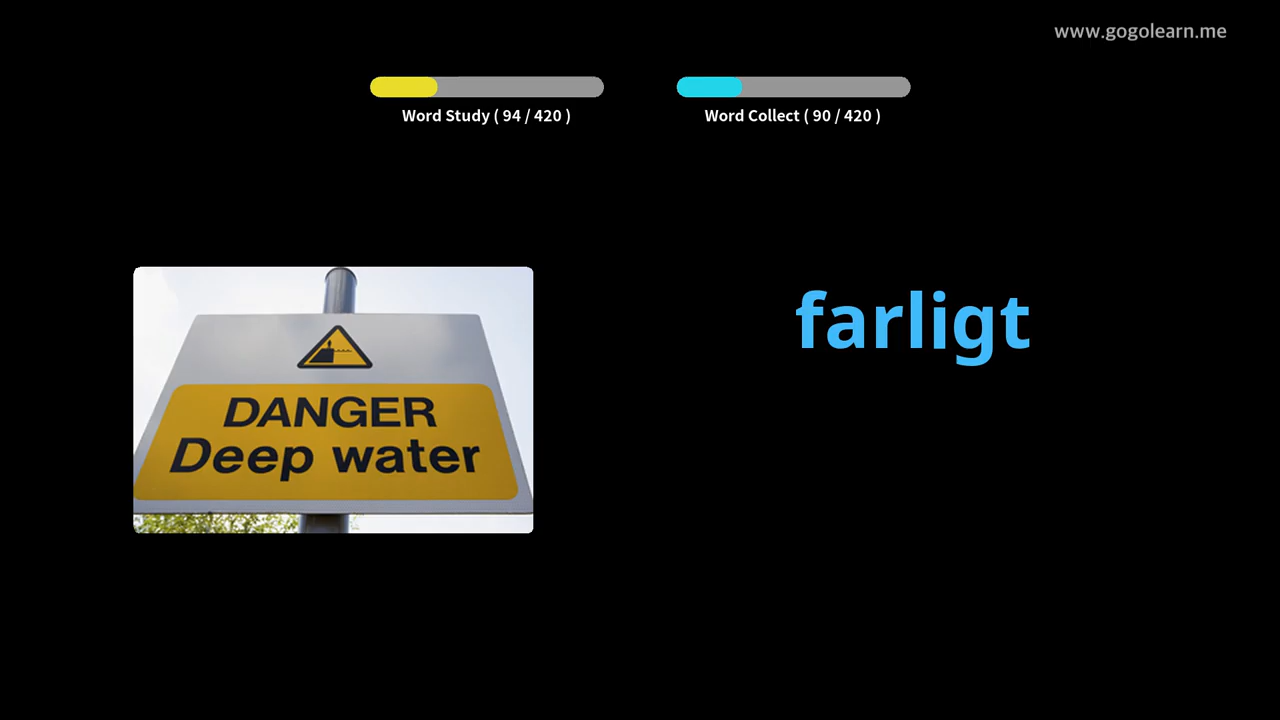 www.gogolearn.me
Word Study ( 94 / 420 )
Word Collect ( 90 / 420 )
DANGER
Deep water
farligt